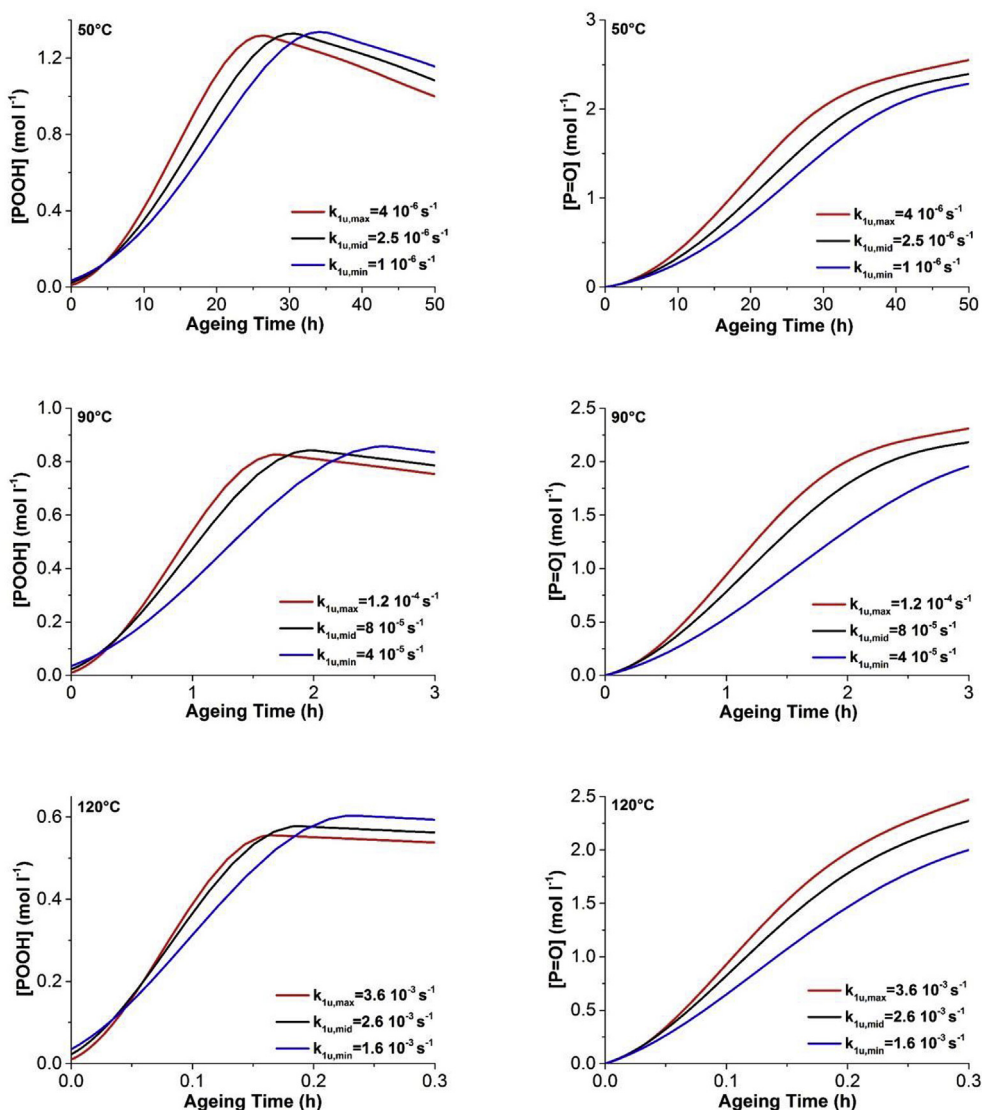 50°C
[POOH] (mol l⁻¹)
1.2
0.8
0.4
0.0
k₁ᵤ,ₘₐₓ=4 10⁻⁶ s⁻¹
k₁ᵤ,ₘᵢd=2.5 10⁻⁶ s⁻¹
k₁ᵤ,ₘᵢₙ=1 10⁻⁶ s⁻¹
0 10 20 30 40 50
Ageing Time (h)
50°C
[P=O] (mol l⁻¹)
3
2
1
0
k₁ᵤ,ₘₐₓ=4 10⁻⁶ s⁻¹
k₁ᵤ,ₘᵢd=2.5 10⁻⁶ s⁻¹
k₁ᵤ,ₘᵢₙ=1 10⁻⁶ s⁻¹
0 10 20 30 40 50
Ageing Time (h)
90°C
[POOH] (mol l⁻¹)
1.0
0.8
0.6
0.4
0.2
0.0
k₁ᵤ,ₘₐₓ=1.2 10⁻⁴ s⁻¹
k₁ᵤ,ₘᵢd=8 10⁻⁵ s⁻¹
k₁ᵤ,ₘᵢₙ=4 10⁻⁵ s⁻¹
0 1 2 3
Ageing Time (h)
90°C
[P=O] (mol l⁻¹)
2.5
2.0
1.5
1.0
0.5
0.0
k₁ᵤ,ₘₐₓ=1.2 10⁻⁴ s⁻¹
k₁ᵤ,ₘᵢd=8 10⁻⁵ s⁻¹
k₁ᵤ,ₘᵢₙ=4 10⁻⁵ s⁻¹
0 1 2 3
Ageing Time (h)
120°C
[POOH] (mol l⁻¹)
0.6
0.4
0.2
0.0
k₁ᵤ,ₘₐₓ=3.6 10⁻³ s⁻¹
k₁ᵤ,ₘᵢd=2.6 10⁻³ s⁻¹
k₁ᵤ,ₘᵢₙ=1.6 10⁻³ s⁻¹
0.0 0.1 0.2 0.3
Ageing Time (h)
120°C
[P=O] (mol l⁻¹)
2.5
2.0
1.5
1.0
0.5
0.0
k₁ᵤ,ₘₐₓ=3.6 10⁻³ s⁻¹
k₁ᵤ,ₘᵢd=2.6 10⁻³ s⁻¹
k₁ᵤ,ₘᵢₙ=1.6 10⁻³ s⁻¹
0.0 0.1 0.2 0.3
Ageing Time (h)